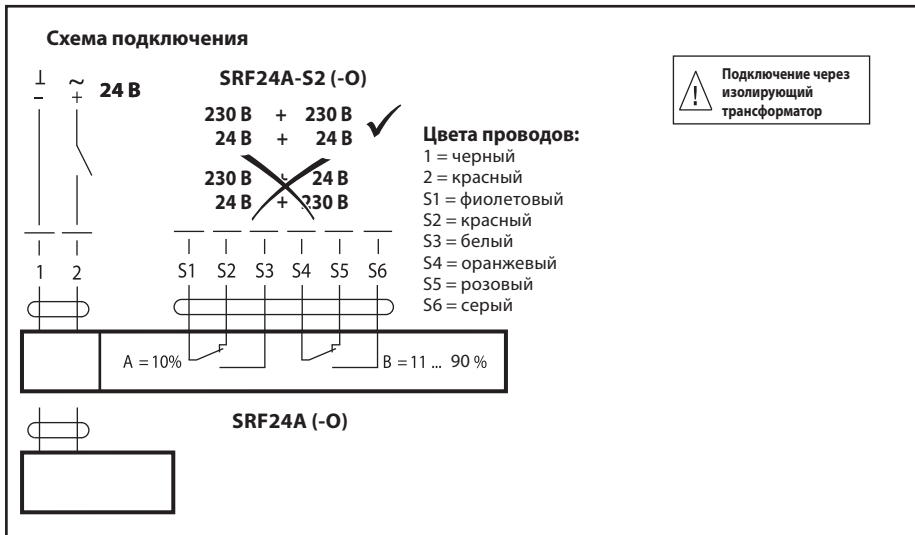 Схема подключения
⊥ ~ 24 В
- +
SRF24A-S2 (-O)
230 В + 230 В
24 В + 24 В
230 В + 24 В
24 В + 230 В
Подключение через
изолирующий
трансформатор
Цвета проводов:
1 = черный
2 = красный
S1 = фиолетовый
S2 = красный
S3 = белый
S4 = оранжевый
S5 = розовый
S6 = серый
1 2 S1 S2 S3 S4 S5 S6
A = 10% B = 11 ... 90 %
SRF24A (-O)